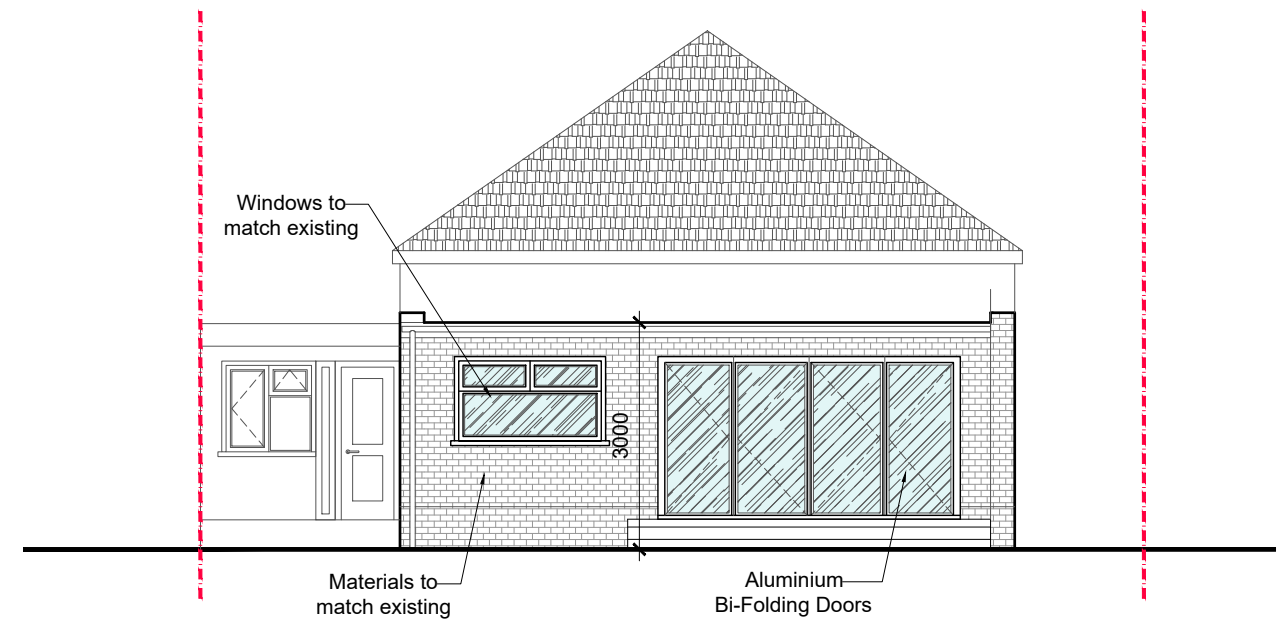 Windows to
match existing
3000
Materials to
match existing
Aluminium
Bi-Folding Doors